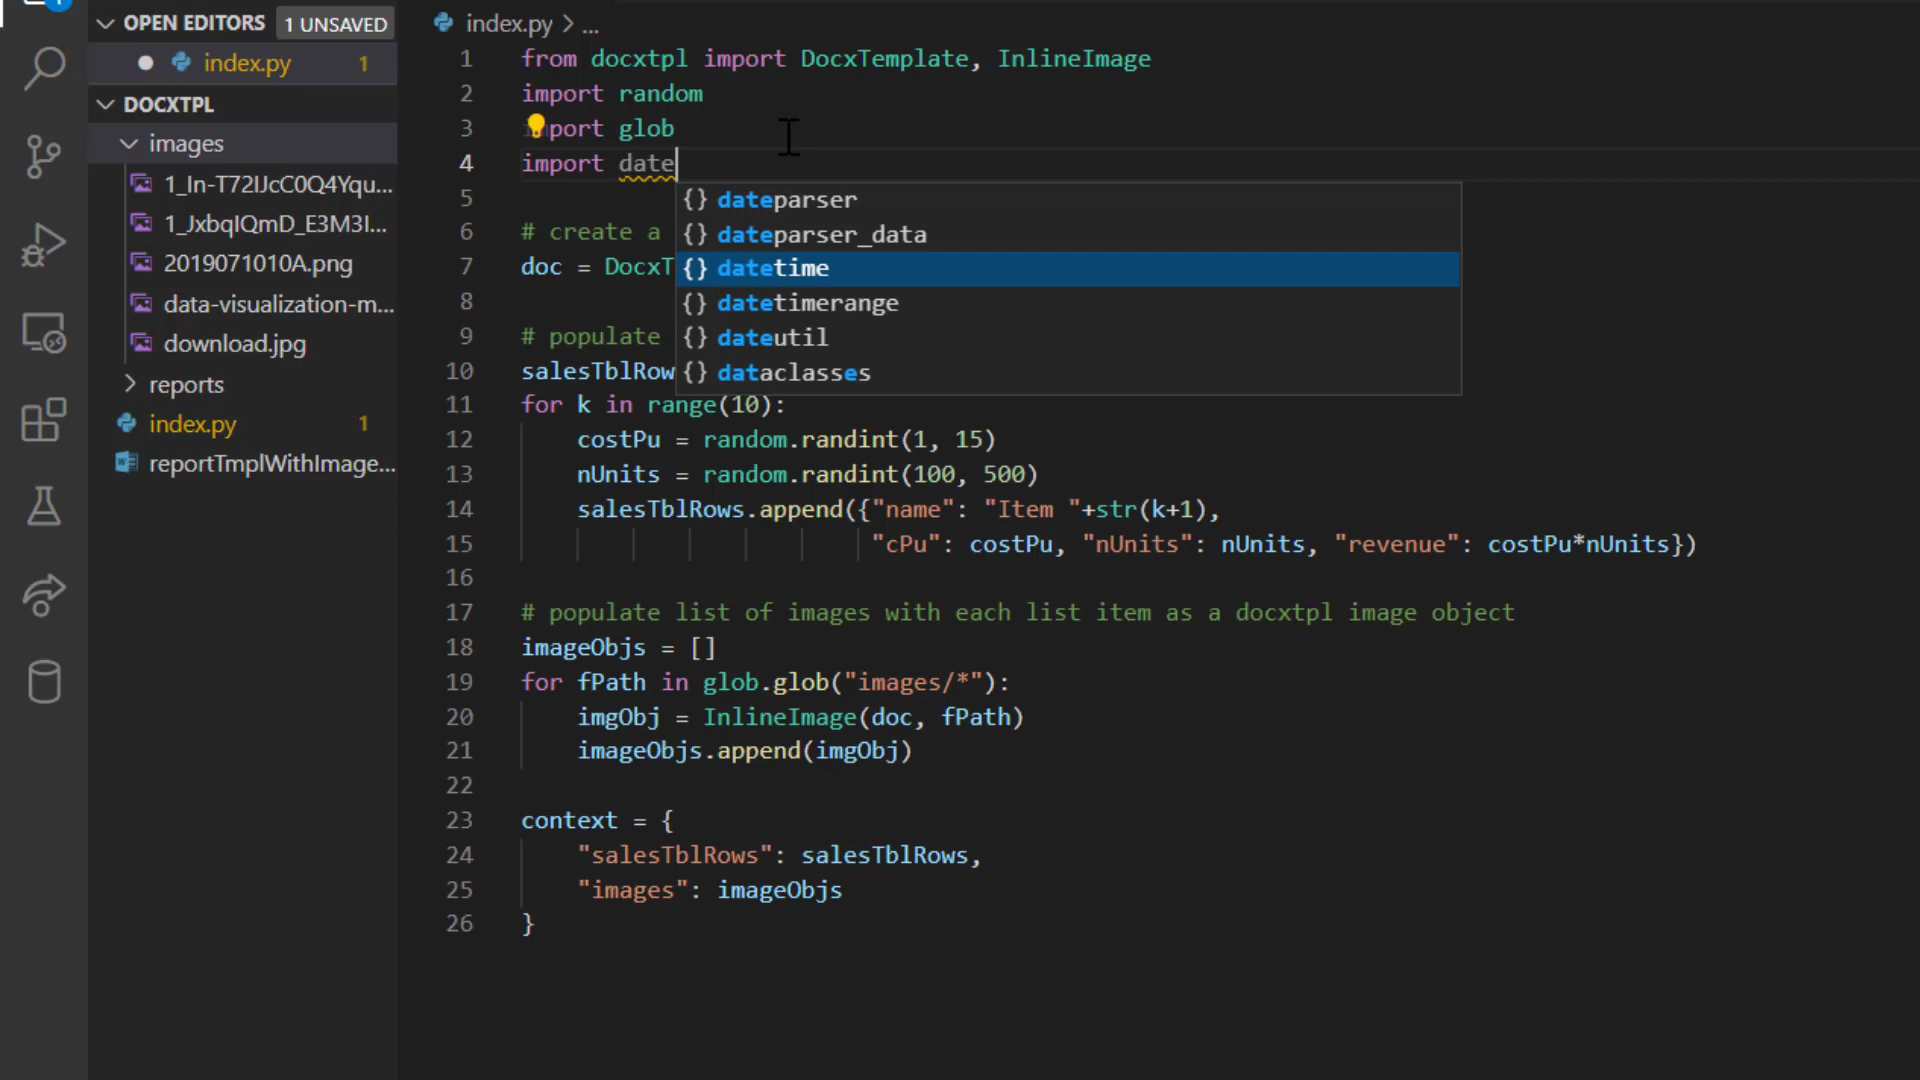 OPEN EDITORS 1 UNSAVED
index.py 1
DOCXTPL
images
1_In-T72IJcC0Q4Yqu...
1_JxbqIQmD_E3M3I...
2019071010A.png
data-visualization-m...
download.jpg
reports
index.py 1
reportTmplWithImage...
index.py > ...
1 from docxtpl import DocxTemplate, InlineImage
2 import random
3 import glob
4 import date
5
6 # create a
7 doc = DocxT
8
9 # populate
10 salesTblRow
11 for k in range(10):
12 costPu = random.randint(1, 15)
13 nUnits = random.randint(100, 500)
14 salesTblRows.append({"name": "Item "+str(k+1),
15 "cPu": costPu, "nUnits": nUnits, "revenue": costPu*nUnits})
16
17 # populate list of images with each list item as a docxtpl image object
18 imageObjs = []
19 for fPath in glob.glob("images/*"):
20 imgObj = InlineImage(doc, fPath)
21 imageObjs.append(imgObj)
22
23 context = {
24 "salesTblRows": salesTblRows,
25 "images": imageObjs
26 }
{} dateparser
{} dateparser_data
{} datetime
{} datetimerange
{} dateutil
{} dataclasses